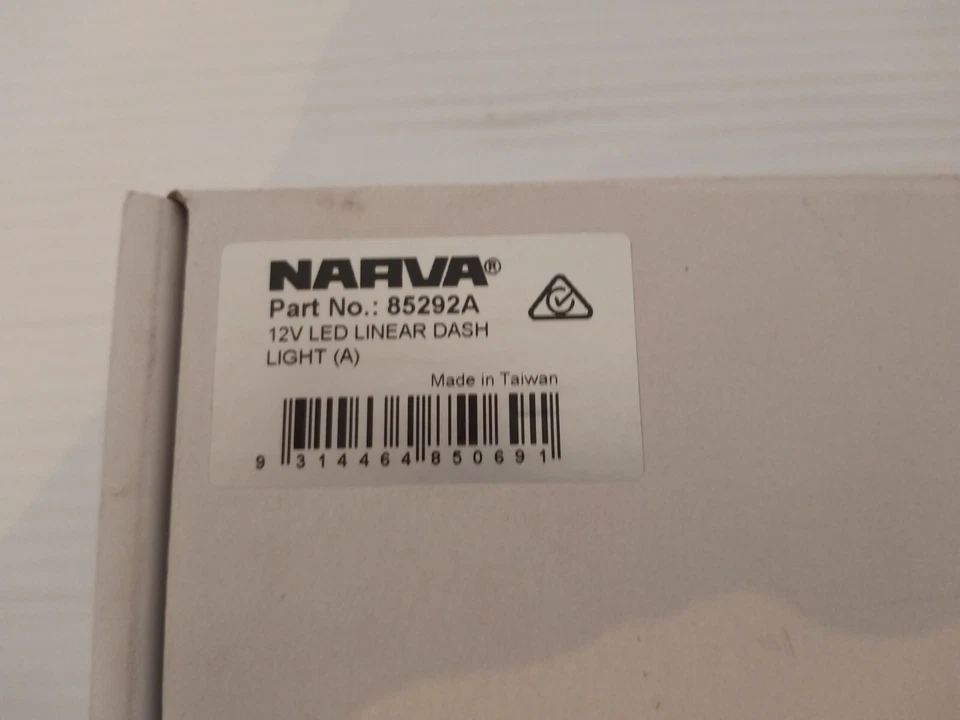 NARVA®
Part No.: 85292A
12V LED LINEAR DASH
LIGHT (A)
Made in Taiwan
9 314464 850691